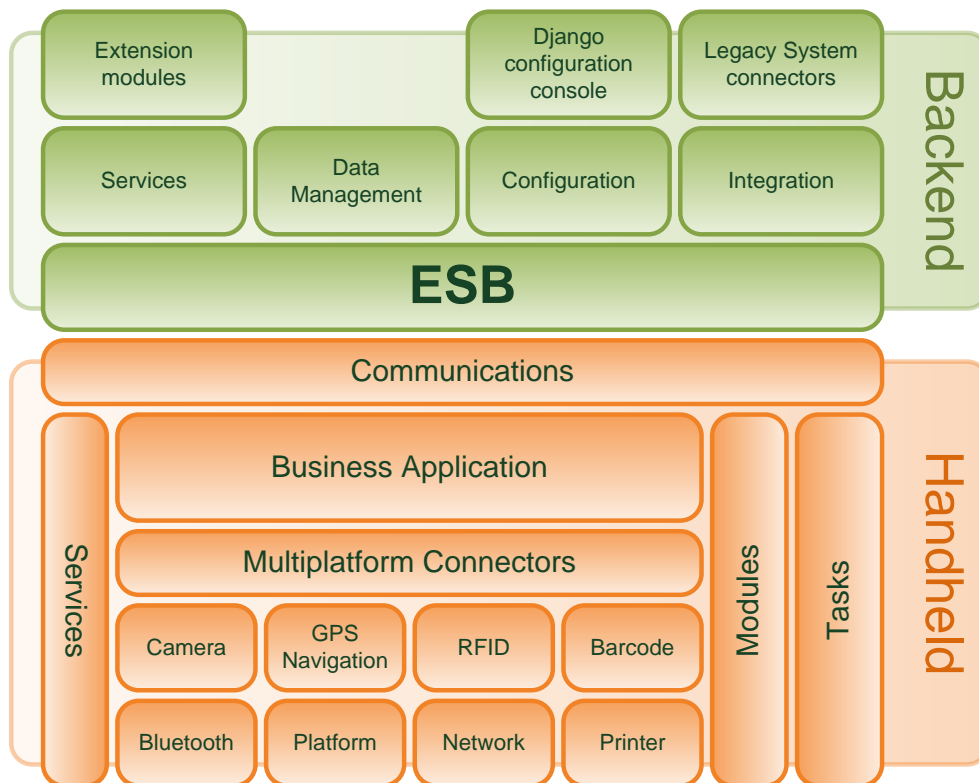 Extension
modules
Django
configuration
console
Legacy System
connectors
Backend
Services
Data
Management
Configuration
Integration
ESB
Communications
Business Application
Handheld
Services
Multiplatform Connectors
Modules
Tasks
Camera
GPS
Navigation
RFID
Barcode
Bluetooth
Platform
Network
Printer